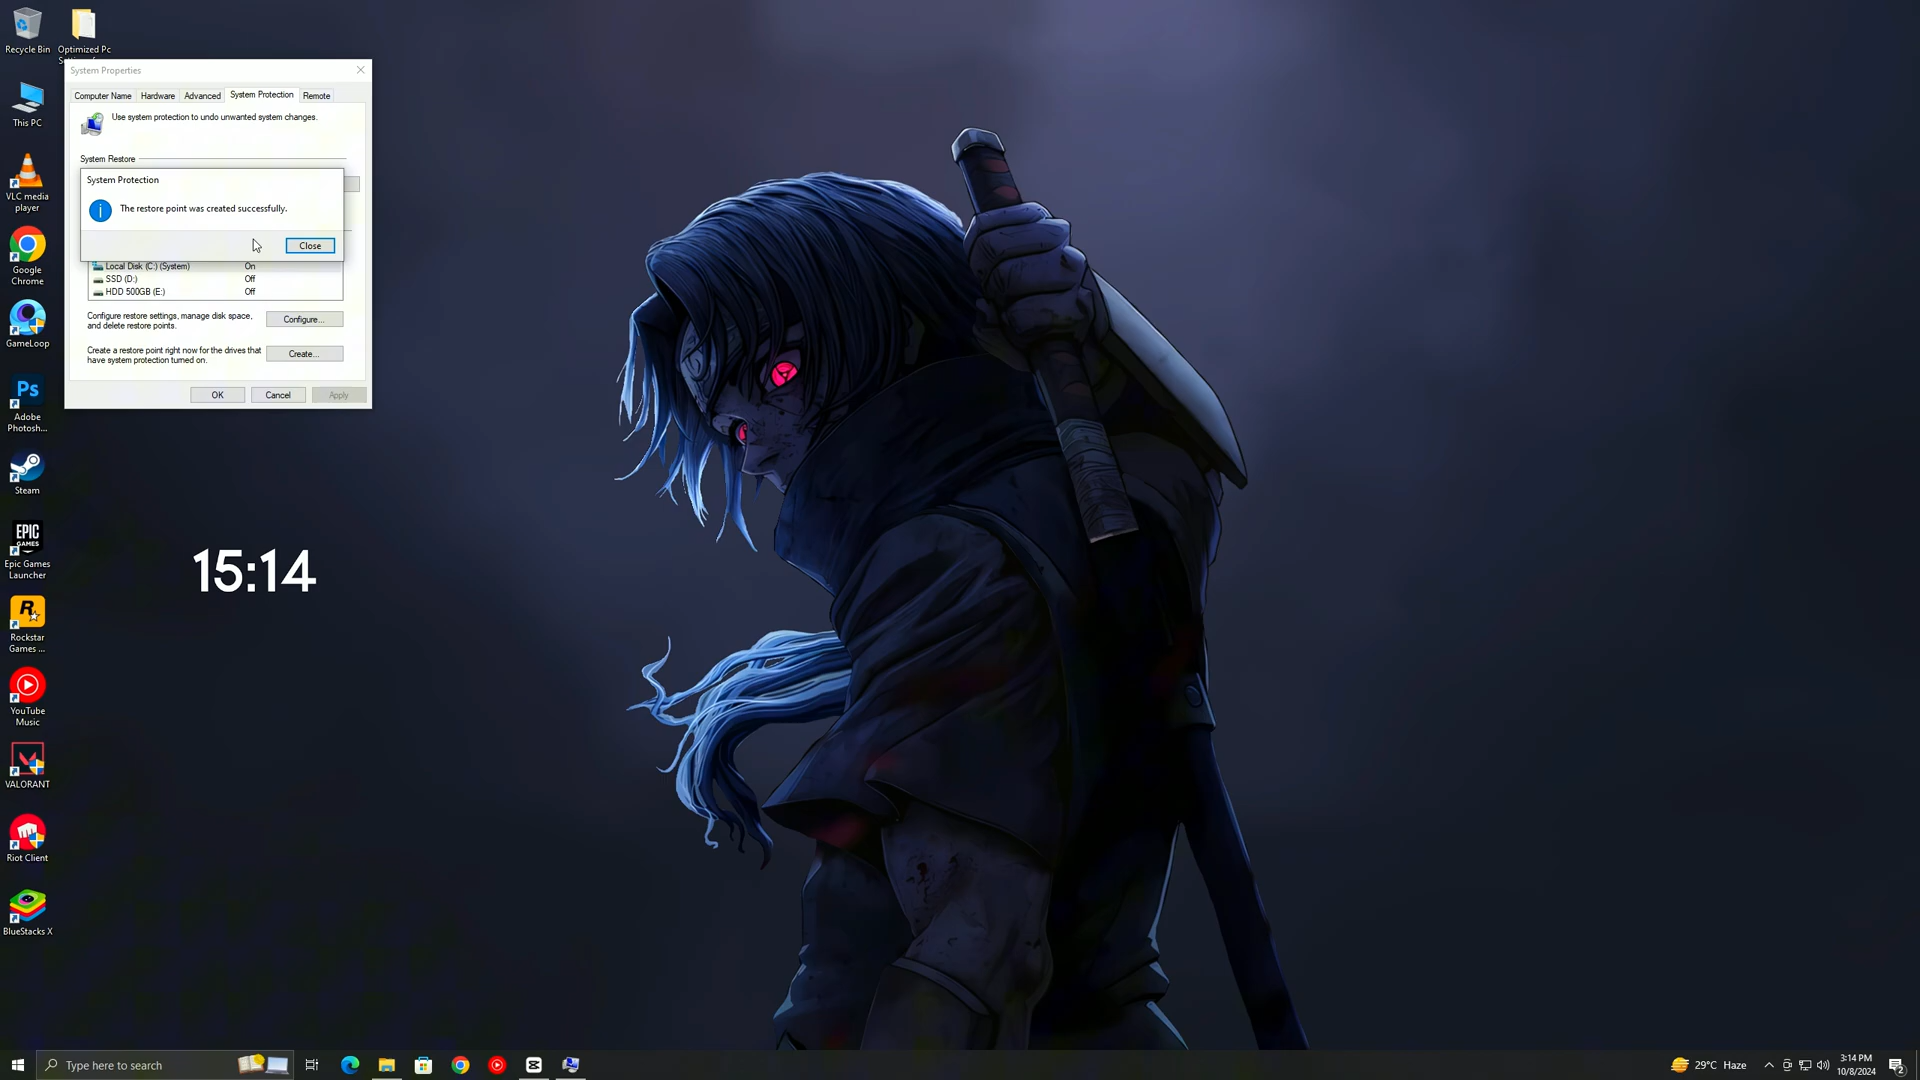 Recycle Bin
Optimized Pc
System Properties
Computer Name
Hardware
Advanced
System Protection
Remote
Use system protection to undo unwanted system changes.
System Restore
System Protection
The restore point was created successfully.
Close
Local Disk (C:) (System) On
SSD (D:) Off
HDD 500GB (E:) Off
Configure restore settings, manage disk space,
and delete restore points.
Configure...
Create a restore point right now for the drives that
have system protection turned on.
Create...
OK
Cancel
Apply
This PC
VLC media
player
Google
Chrome
GameLoop
Ps
Adobe
Photosh...
Steam
EPIC
GAMES
Epic Games
Launcher
R
Rockstar
Games ...
YouTube
Music
VALORANT
Riot Client
BlueStacks X
15:14
Type here to search
29°C Haze
3:14 PM
10/8/2024
2